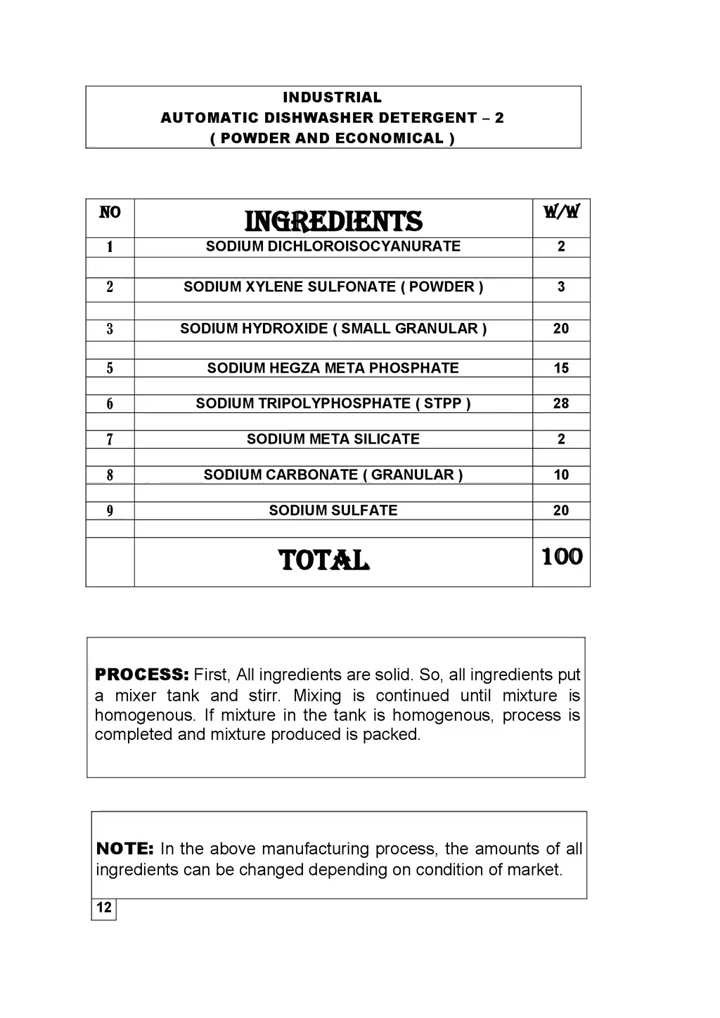 INDUSTRIAL
AUTOMATIC DISHWASHER DETERGENT – 2
( POWDER AND ECONOMICAL )
NO INGREDIENTS W/W
1 SODIUM DICHLOROISOCYANURATE 2
2 SODIUM XYLENE SULFONATE ( POWDER ) 3
3 SODIUM HYDROXIDE ( SMALL GRANULAR ) 20
5 SODIUM HEGZA META PHOSPHATE 15
6 SODIUM TRIPOLYPHOSPHATE ( STPP ) 28
7 SODIUM META SILICATE 2
8 SODIUM CARBONATE ( GRANULAR ) 10
9 SODIUM SULFATE 20
TOTAL 100
PROCESS: First, All ingredients are solid. So, all ingredients put
a mixer tank and stirr. Mixing is continued until mixture is
homogenous. If mixture in the tank is homogenous, process is
completed and mixture produced is packed.
NOTE: In the above manufacturing process, the amounts of all
ingredients can be changed depending on condition of market.
12